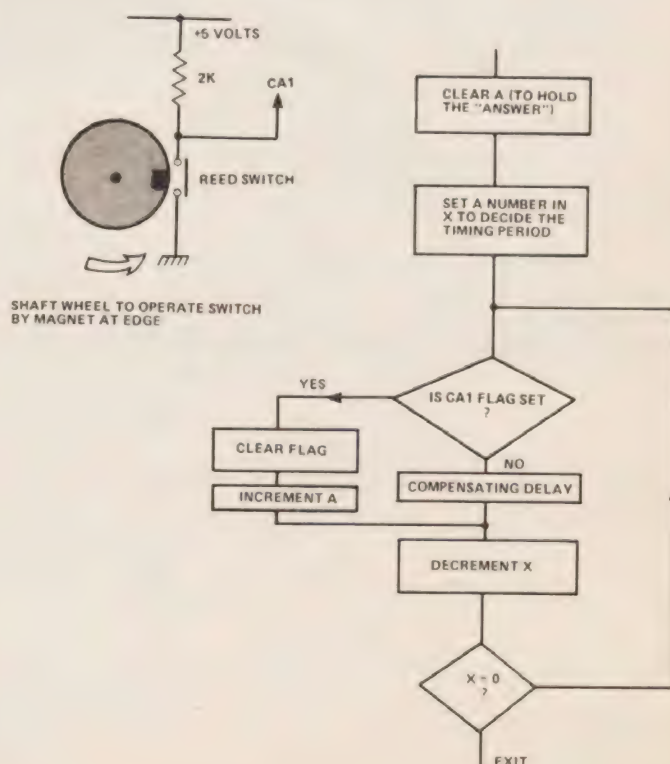 +5 VOLTS
2K
CA1
REED SWITCH
SHAFT WHEEL TO OPERATE SWITCH
BY MAGNET AT EDGE
CLEAR A (TO HOLD
THE "ANSWER")
SET A NUMBER IN
X TO DECIDE THE
TIMING PERIOD
IS CA1 FLAG SET
?
YES
CLEAR FLAG
INCREMENT A
NO
COMPENSATING DELAY
DECREMENT X
X = 0
?
EXIT